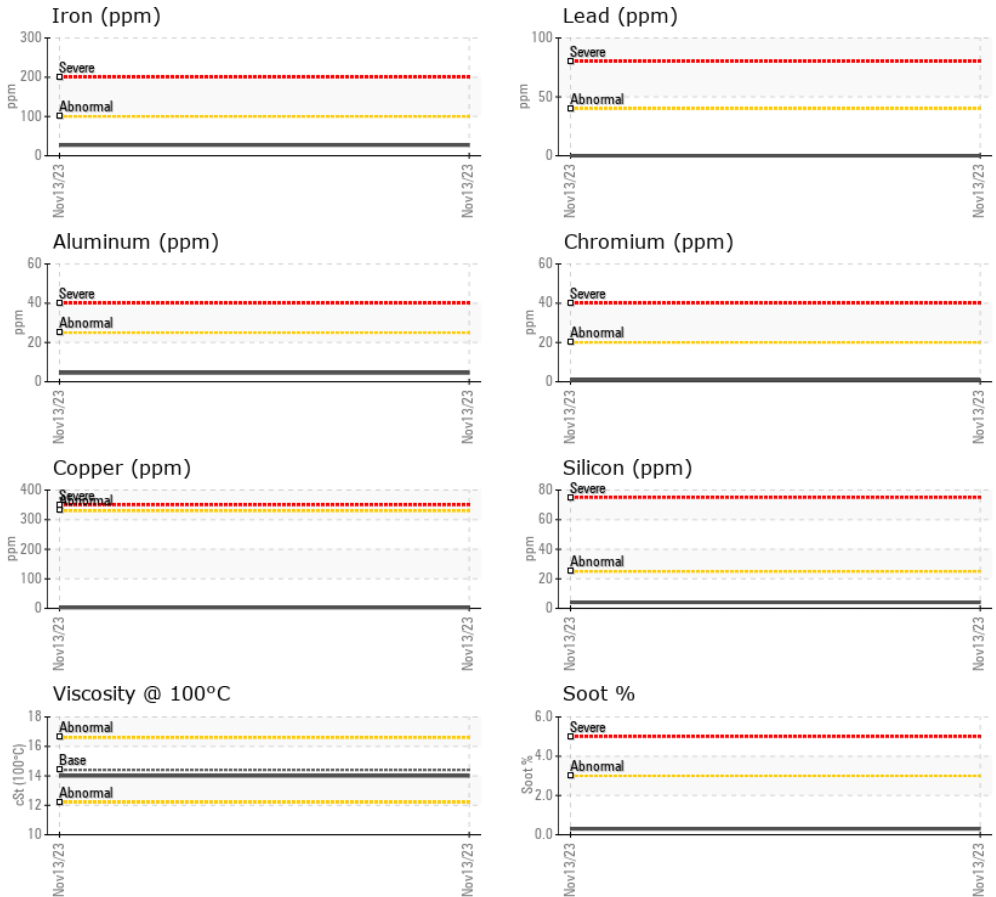 Iron (ppm)
300
200
100
0
ppm
Severe
Abnormal
Nov13/23
Nov13/23
Lead (ppm)
100
50
0
ppm
Severe
Abnormal
Nov13/23
Nov13/23
Aluminum (ppm)
60
40
20
0
ppm
Severe
Abnormal
Nov13/23
Nov13/23
Chromium (ppm)
60
40
20
0
ppm
Severe
Abnormal
Nov13/23
Nov13/23
Copper (ppm)
400
300
200
100
0
ppm
Severe
Abnormal
Nov13/23
Nov13/23
Silicon (ppm)
80
60
40
20
0
ppm
Severe
Abnormal
Nov13/23
Nov13/23
Viscosity @ 100°C
18
16
14
12
10
cSt (100°C)
Abnormal
Base
Abnormal
Nov13/23
Nov13/23
Soot %
6.0
4.0
2.0
0.0
Soot %
Severe
Abnormal
Nov13/23
Nov13/23